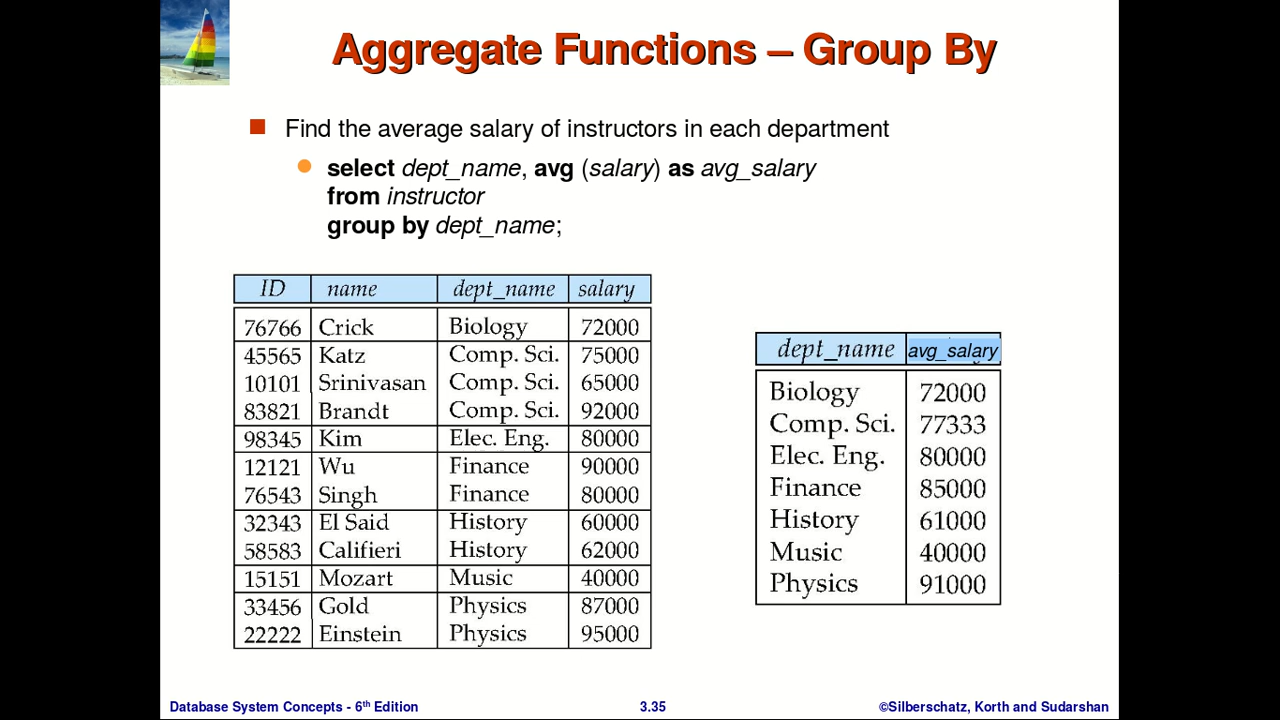 Aggregate Functions – Group By
Find the average salary of instructors in each department
select dept_name, avg (salary) as avg_salary
from instructor
group by dept_name;
ID name dept_name salary
76766 Crick Biology 72000
45565 Katz Comp. Sci. 75000
10101 Srinivasan Comp. Sci. 65000
83821 Brandt Comp. Sci. 92000
98345 Kim Elec. Eng. 80000
12121 Wu Finance 90000
76543 Singh Finance 80000
32343 El Said History 60000
58583 Califieri History 62000
15151 Mozart Music 40000
33456 Gold Physics 87000
22222 Einstein Physics 95000
dept_name avg_salary
Biology 72000
Comp. Sci. 77333
Elec. Eng. 80000
Finance 85000
History 61000
Music 40000
Physics 91000
Database System Concepts - 6th Edition 3.35 ©Silberschatz, Korth and Sudarshan